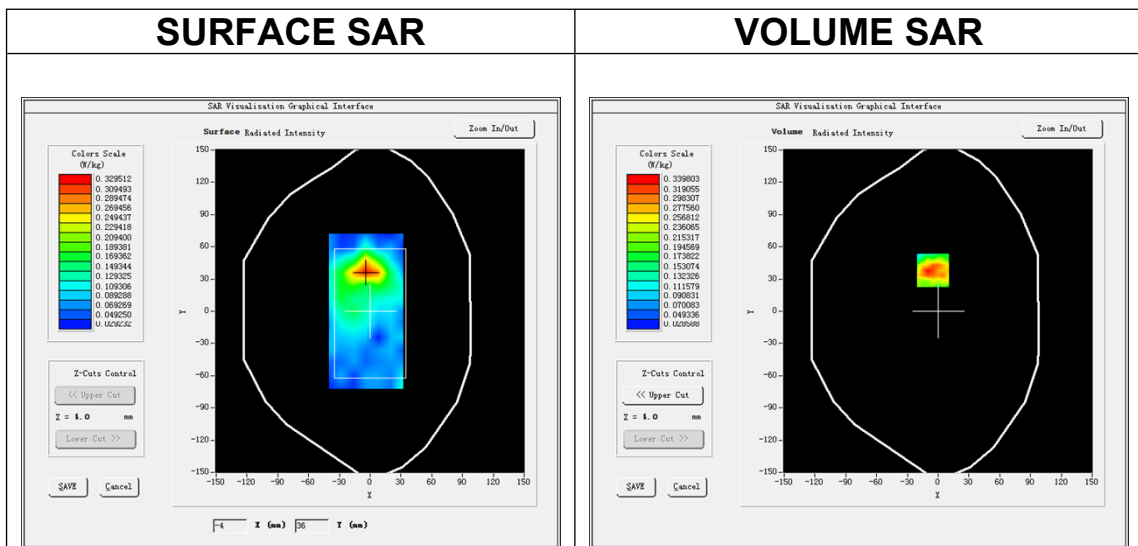 SURFACE SAR
VOLUME SAR
SAR Visualisation Graphical Interface
Surface Radiated Intensity
Zoom In/Out
Colors Scale
(W/kg)
0.329512
0.309493
0.289474
0.269456
0.249437
0.229418
0.209400
0.189381
0.169362
0.149344
0.129325
0.109306
0.089288
0.069269
0.049250
0.029232
Z-Cuts Control
<< Upper Cut
Z = 4.0 mm
Lower Cut >>
SAVE Cancel
150
120
90
60
30
0
-30
-60
-90
-120
-150
Y
-150 -120 -90 -60 -30 0 30 60 90 120 150
X
-4 X (mm) 36 Y (mm)
SAR Visualisation Graphical Interface
Volume Radiated Intensity
Zoom In/Out
Colors Scale
(W/kg)
0.339803
0.319055
0.298307
0.277560
0.256812
0.236065
0.215317
0.194569
0.173822
0.153074
0.132326
0.111579
0.090831
0.070083
0.049336
0.028588
Z-Cuts Control
<< Upper Cut
Z = 4.0 mm
Lower Cut >>
SAVE Cancel
150
120
90
60
30
0
-30
-60
-90
-120
-150
Y
-150 -120 -90 -60 -30 0 30 60 90 120 150
X